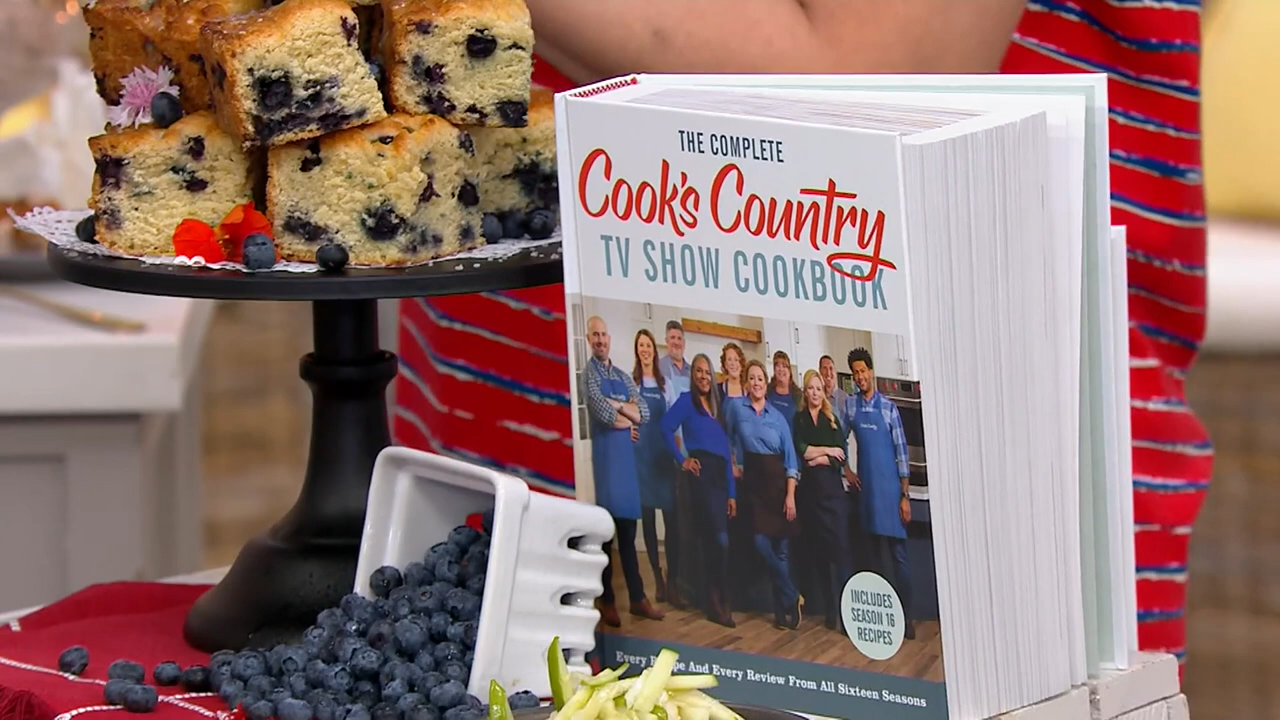 THE COMPLETE
Cook's Country
TV SHOW COOKBOOK
INCLUDES
SEASON 16
RECIPES
Every Recipe And Every Review From All Sixteen Seasons